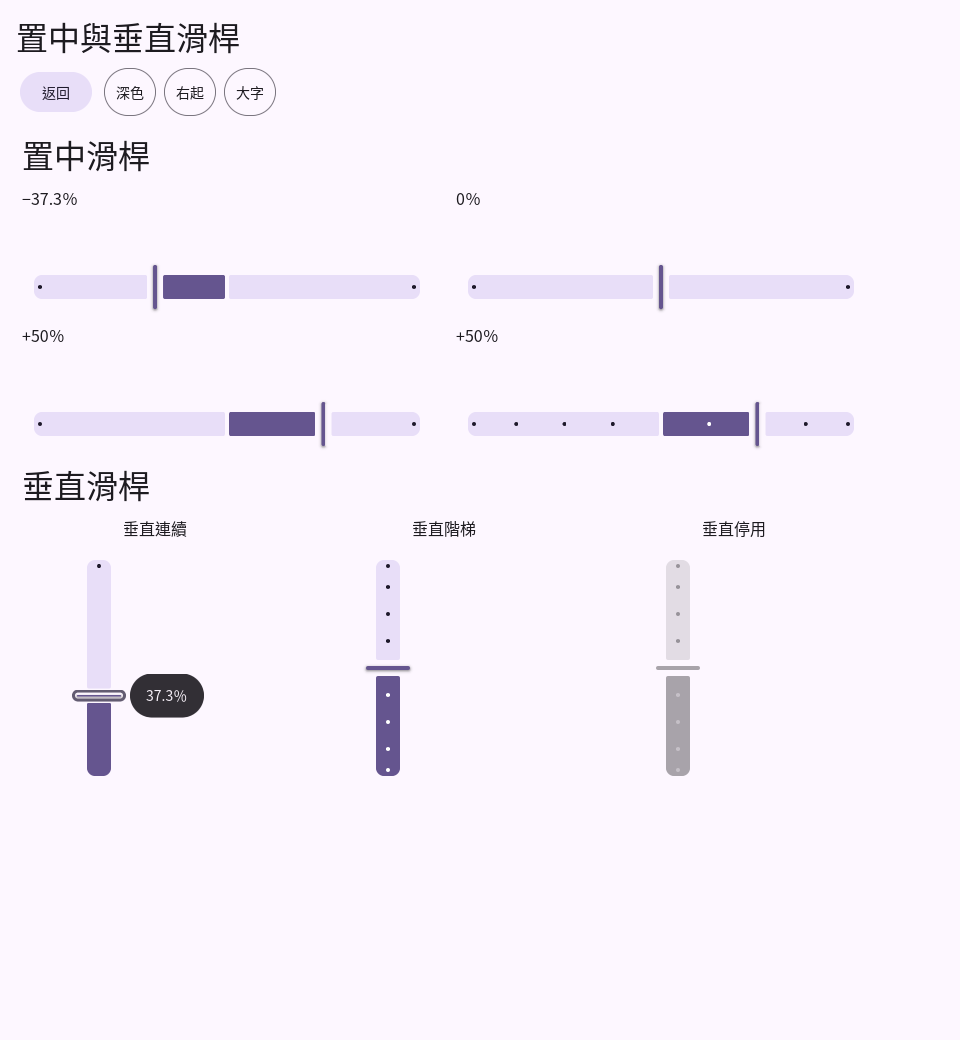 置中與垂直滑桿
返回 深色 右起 大字
置中滑桿
−37.3% 0%
+50% +50%
垂直滑桿
垂直連續 垂直階梯 垂直停用
37.3%